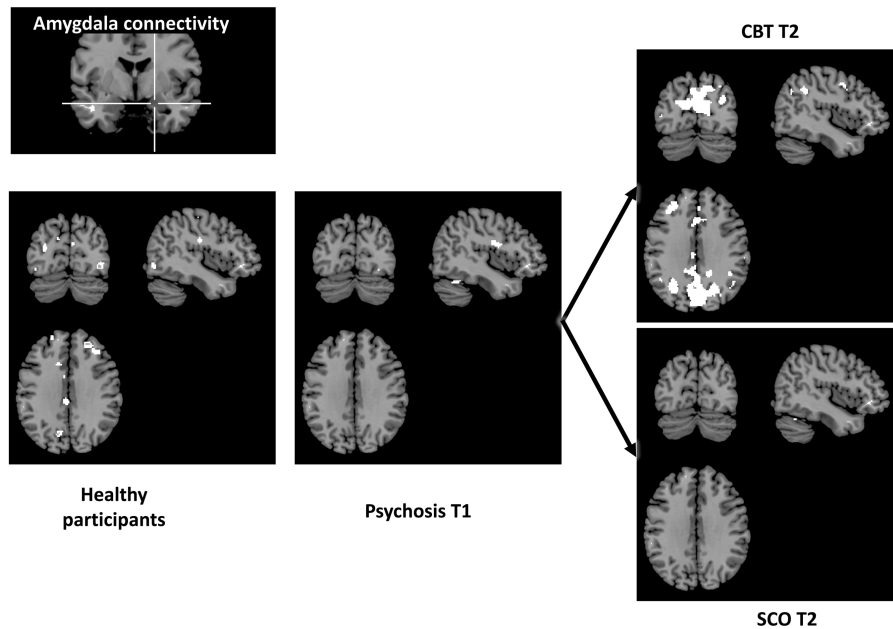 Amygdala connectivity
CBT T2
Healthy
participants
Psychosis T1
SCO T2